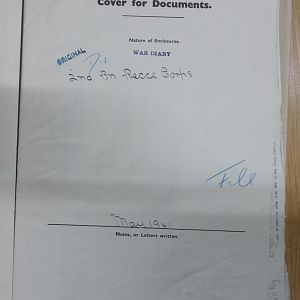 Cover for Documents.
Nature of Enclosures.
ORIGINAL
WAR DIARY
2nd Bn Recce Corps.
May 1941
Notes, or Letters written.